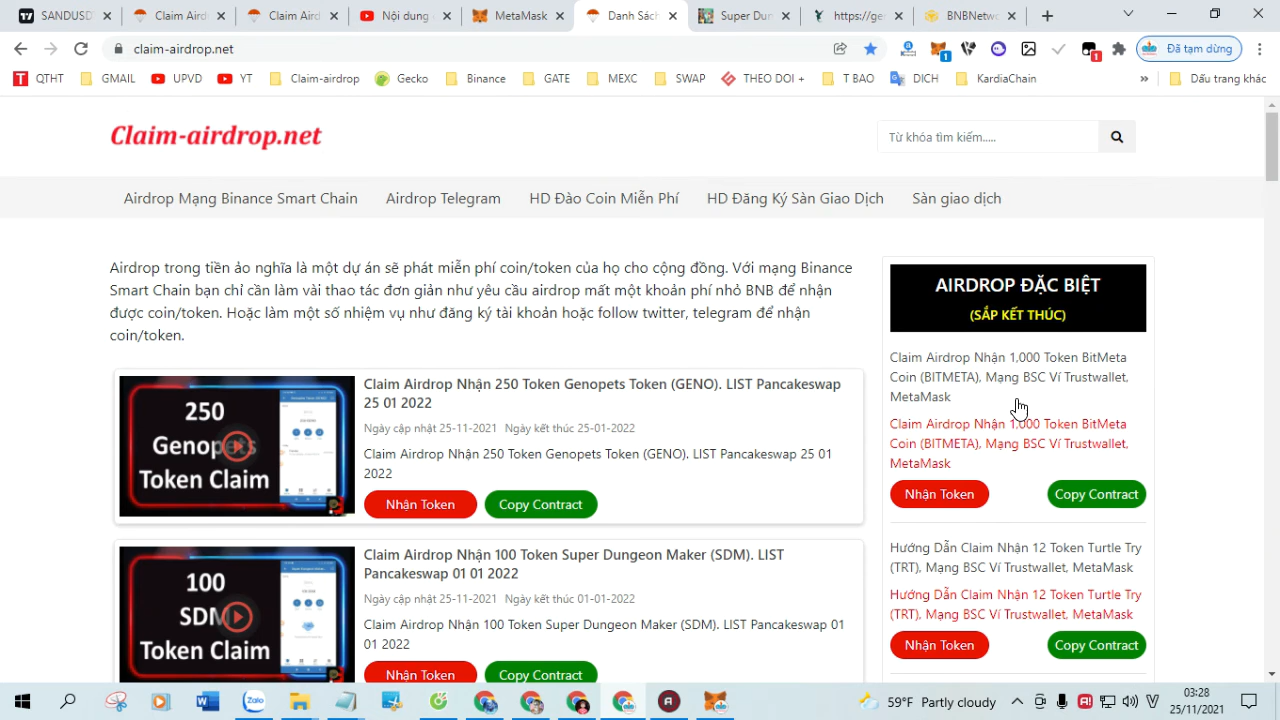 SANDUSD
Claim Aird
Claim Aird
Nội dung
MetaMask
Danh Sách
Super Dun
https://ge
BNBNetwo
claim-airdrop.net
1
1
Đã tạm dừng
QTHT
GMAIL
UPVD
YT
Claim-airdrop
Gecko
Binance
GATE
MEXC
SWAP
THEO DOI +
T BAO
DICH
KardiaChain
»
Dấu trang khác
Claim-airdrop.net
Từ khóa tìm kiếm.....
Airdrop Mạng Binance Smart Chain
Airdrop Telegram
HD Đào Coin Miễn Phí
HD Đăng Ký Sàn Giao Dịch
Sàn giao dịch
Airdrop trong tiền ảo nghĩa là một dự án sẽ phát miễn phí coin/token của họ cho cộng đồng. Với mạng Binance
Smart Chain bạn chỉ cần làm vài thao tác đơn giản như yêu cầu airdrop mất một khoản phí nhỏ BNB để nhận
được coin/token. Hoặc làm một số nhiệm vụ như đăng ký tài khoản hoặc follow twitter, telegram để nhận
coin/token.
250
Genopets
Token Claim
Claim Airdrop Nhận 250 Token Genopets Token (GENO). LIST Pancakeswap
25 01 2022
Ngày cập nhật 25-11-2021 Ngày kết thúc 25-01-2022
Claim Airdrop Nhận 250 Token Genopets Token (GENO). LIST Pancakeswap 25 01
2022
Nhận Token
Copy Contract
100
SDM
Token Claim
Claim Airdrop Nhận 100 Token Super Dungeon Maker (SDM). LIST
Pancakeswap 01 01 2022
Ngày cập nhật 25-11-2021 Ngày kết thúc 01-01-2022
Claim Airdrop Nhận 100 Token Super Dungeon Maker (SDM). LIST Pancakeswap 01
01 2022
Nhận Token
Copy Contract
AIRDROP ĐẶC BIỆT
(SẮP KẾT THÚC)
Claim Airdrop Nhận 1,000 Token BitMeta
Coin (BITMETA), Mạng BSC Ví Trustwallet,
MetaMask
Claim Airdrop Nhận 1,000 Token BitMeta
Coin (BITMETA), Mạng BSC Ví Trustwallet,
MetaMask
Nhận Token
Copy Contract
Hướng Dẫn Claim Nhận 12 Token Turtle Try
(TRT), Mạng BSC Ví Trustwallet, MetaMask
Hướng Dẫn Claim Nhận 12 Token Turtle Try
(TRT), Mạng BSC Ví Trustwallet, MetaMask
Nhận Token
Copy Contract
Zalo
59°F Partly cloudy
03:28
25/11/2021